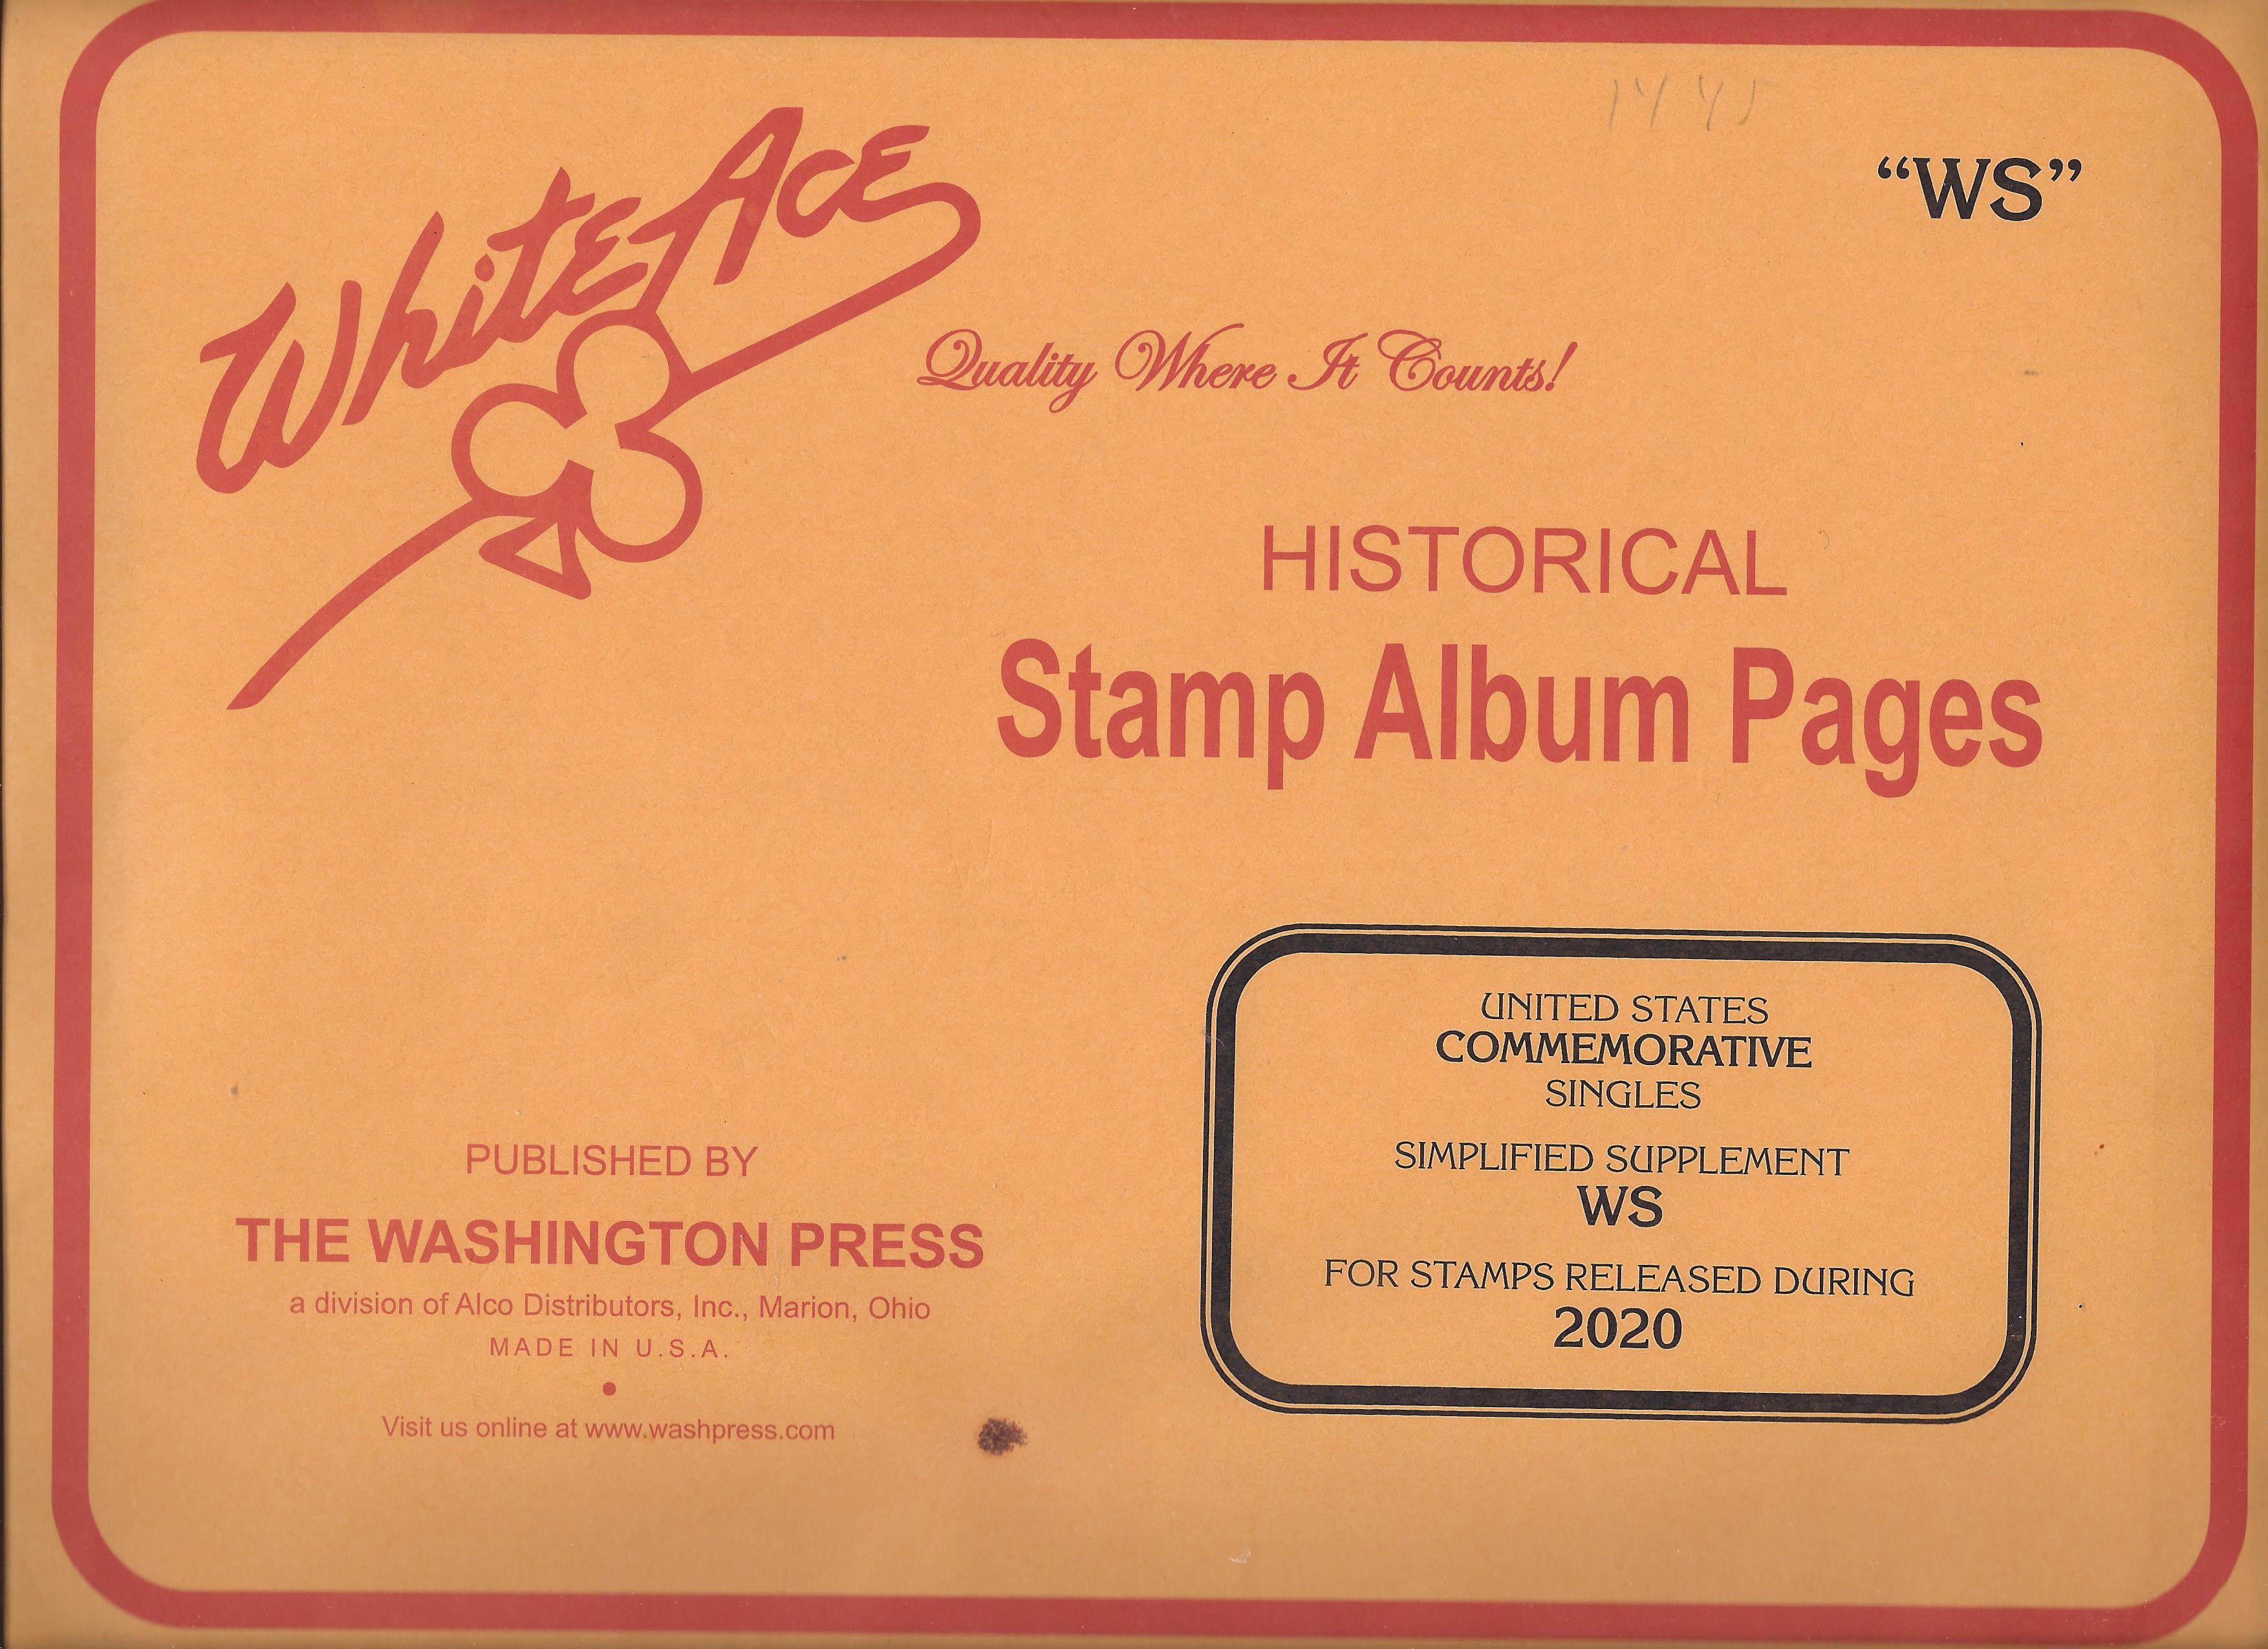 1445
"WS"
White Ace
Quality Where It Counts!
HISTORICAL
Stamp Album Pages
UNITED STATES
COMMEMORATIVE
SINGLES
SIMPLIFIED SUPPLEMENT
WS
FOR STAMPS RELEASED DURING
2020
PUBLISHED BY
THE WASHINGTON PRESS
a division of Alco Distributors, Inc., Marion, Ohio
MADE IN U.S.A.
Visit us online at www.washpress.com